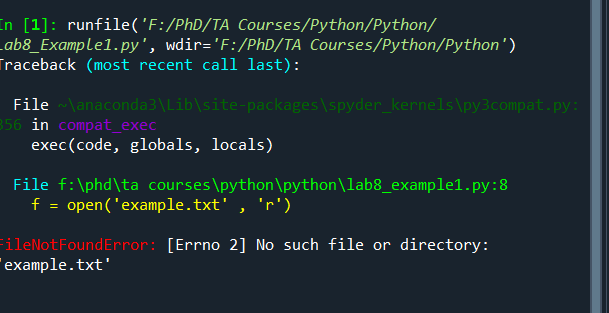 In [1]: runfile('F:/PhD/TA Courses/Python/Python/
Lab8_Example1.py', wdir='F:/PhD/TA Courses/Python/Python')
Traceback (most recent call last):
File ~\anaconda3\Lib\site-packages\spyder_kernels\py3compat.py:
356 in compat_exec
exec(code, globals, locals)
File f:\phd\ta courses\python\python\lab8_example1.py:8
f = open('example.txt' , 'r')
FileNotFoundError: [Errno 2] No such file or directory:
'example.txt'